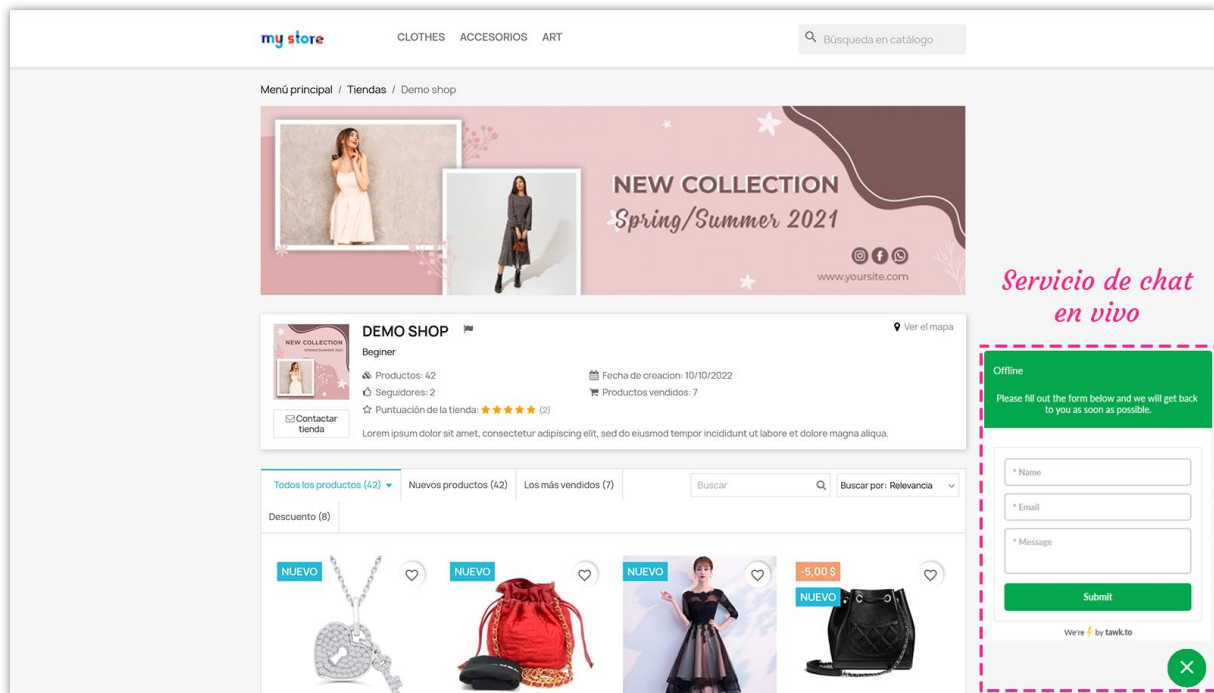 my store
CLOTHES ACCESORIOS ART
Búsqueda en catálogo
Menú principal / Tiendas / Demo shop
NEW COLLECTION
Spring/Summer 2021
www.yoursite.com
Servicio de chat
en vivo
NEW COLLECTION
SPRING/SUMMER 2021
DEMO SHOP
Ver el mapa
Beginer
Productos: 42
Fecha de creacion: 10/10/2022
Seguidores: 2
Productos vendidos: 7
Puntuación de la tienda: (2)
Contactar
tienda
Lorem ipsum dolor sit amet, consectetur adipiscing elit, sed do eiusmod tempor incididunt ut labore et dolore magna aliqua.
Todos los productos (42)
Nuevos productos (42)
Los más vendidos (7)
Buscar
Buscar por: Relevancia
Descuento (8)
NUEVO
NUEVO
NUEVO
-5,00 $
NUEVO
Offline
Please fill out the form below and we will get back
to you as soon as possible.
* Name
* Email
* Message
Submit
We're by tawk.to